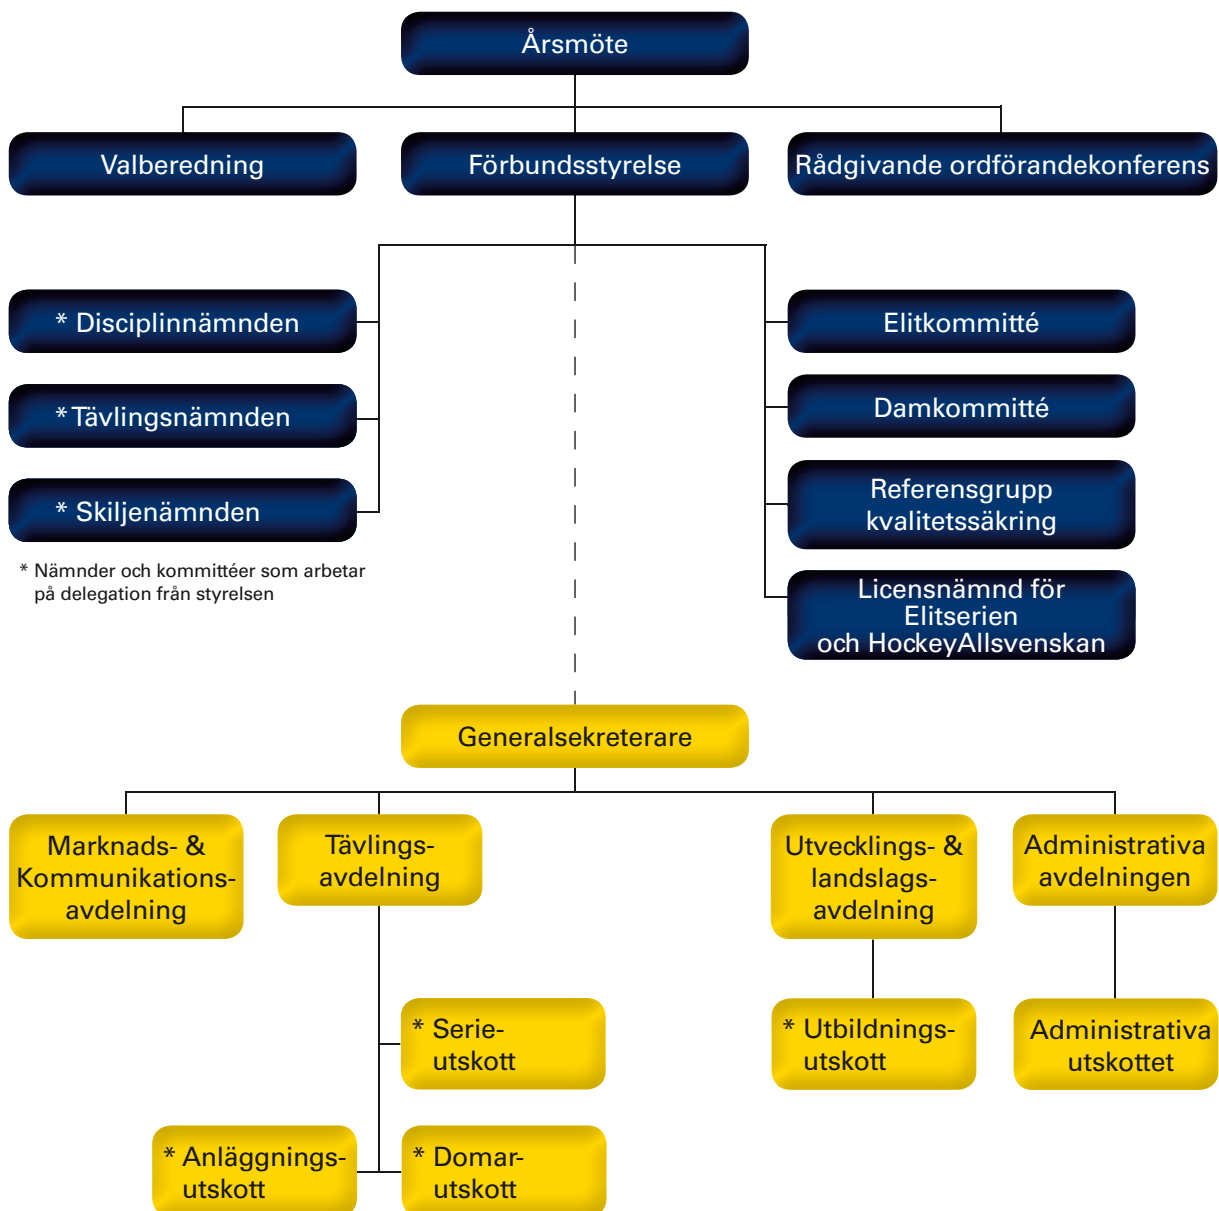 Årsmöte
Valberedning
Förbundsstyrelse
Rådgivande ordförandekonferens
* Disciplinnämnden
* Tävlingsnämnden
* Skiljenämnden
* Nämnder och kommittéer som arbetar
på delegation från styrelsen
Elitkommitté
Damkommitté
Referensgrupp
kvalitetssäkring
Licensnämnd för
Elitserien
och HockeyAllsvenskan
Generalsekreterare
Marknads- &
Kommunikations-
avdelning
Tävlings-
avdelning
Utvecklings- &
landslags-
avdelning
Administrativa
avdelningen
* Serie-
utskott
* Utbildnings-
utskott
Administrativa
utskottet
* Anläggnings-
utskott
* Domar-
utskott